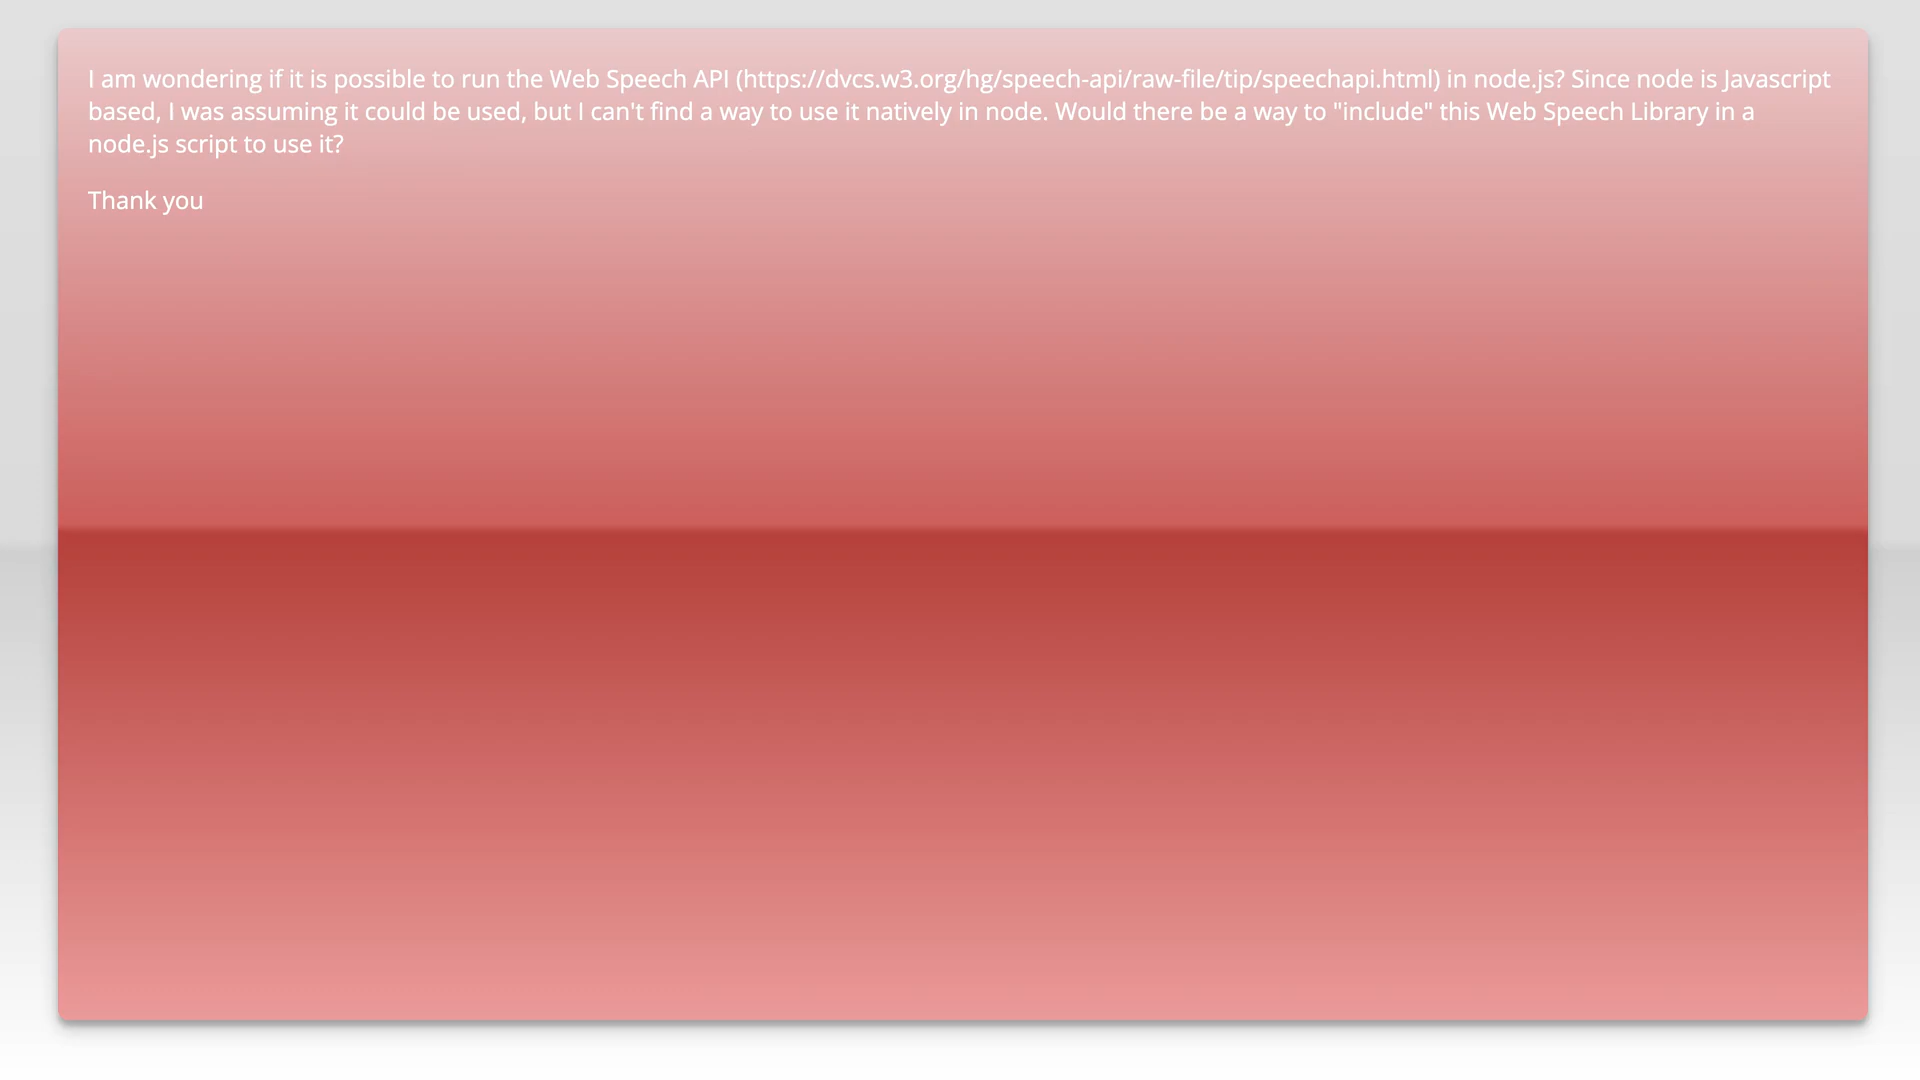 I am wondering if it is possible to run the Web Speech API (https://dvcs.w3.org/hg/speech-api/raw-file/tip/speechapi.html) in node.js? Since node is Javascript
based, I was assuming it could be used, but I can't find a way to use it natively in node. Would there be a way to "include" this Web Speech Library in a
node.js script to use it?
Thank you